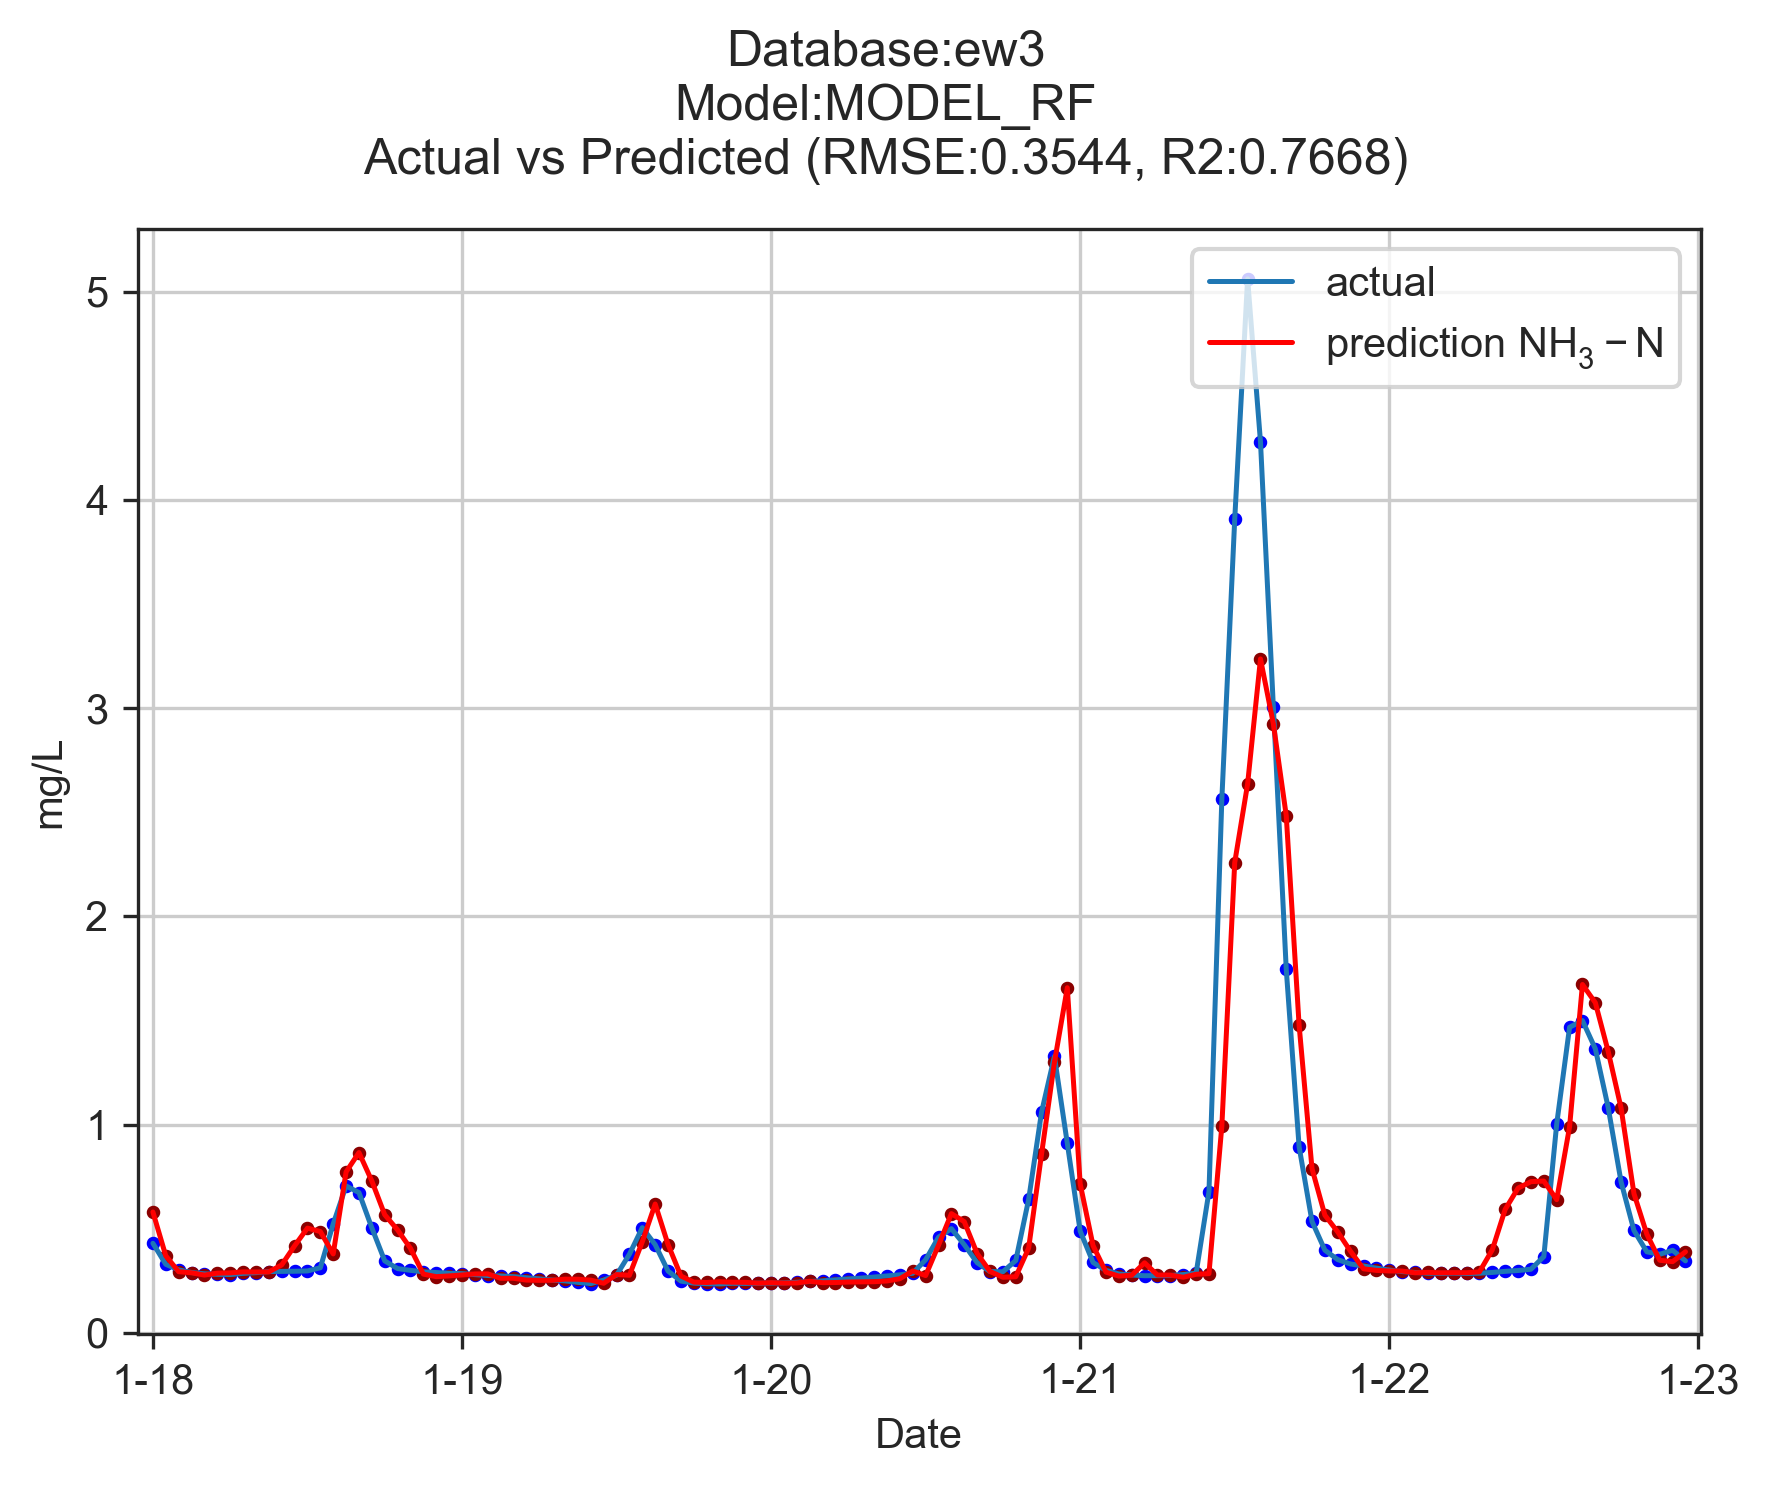 Database:ew3
Model:MODEL_RF
Actual vs Predicted (RMSE:0.3544, R2:0.7668)
actual
prediction NH₃ − N
5
4
3
2
1
0
mg/L
1-18 1-19 1-20 1-21 1-22 1-23
Date